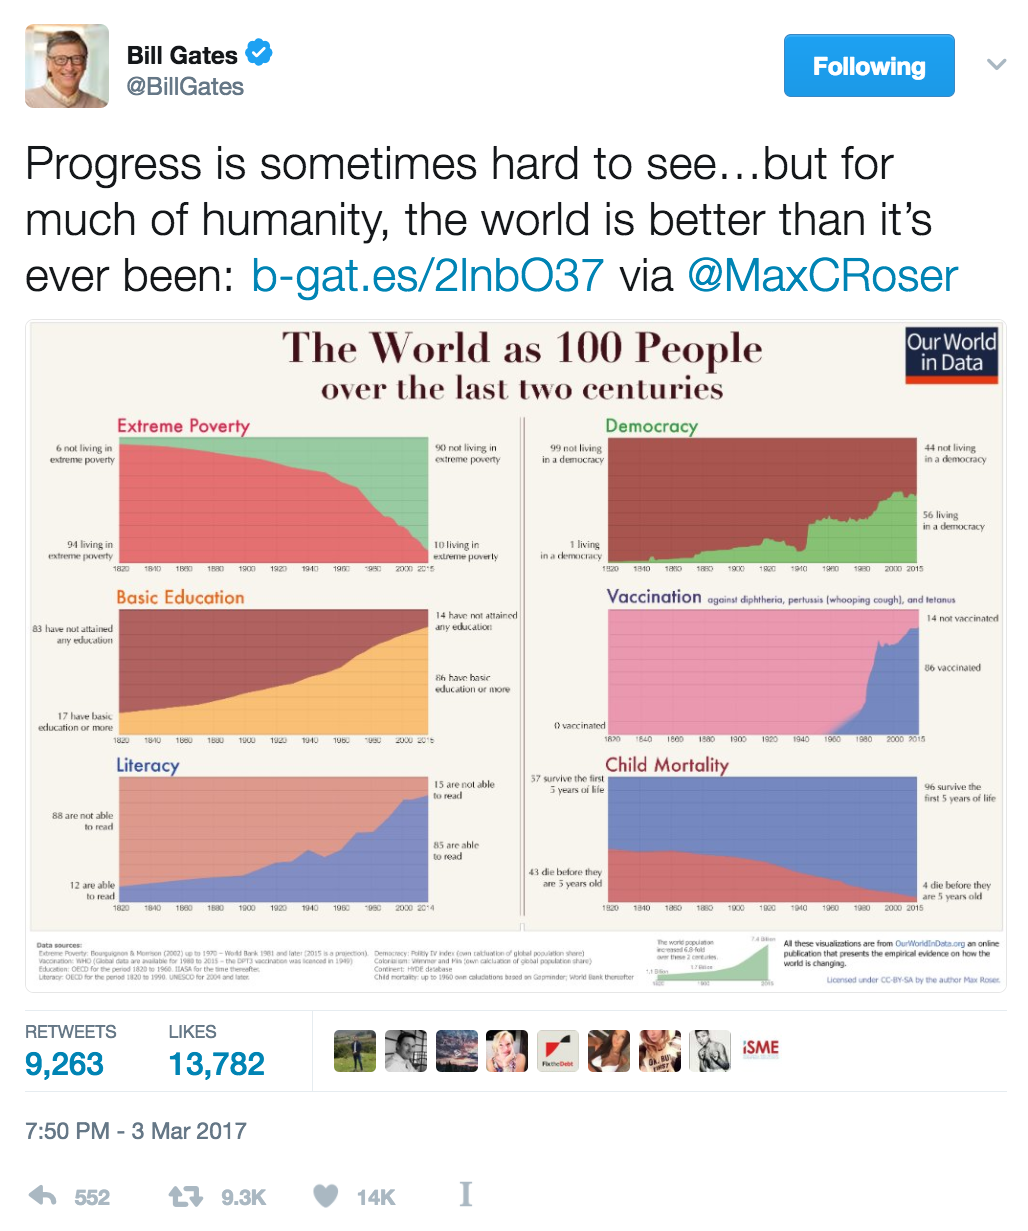 Bill Gates
@BillGates
Following
Progress is sometimes hard to see…but for
much of humanity, the world is better than it’s
ever been: b-gat.es/2lnbO37 via @MaxCRoser
The World as 100 People
over the last two centuries
Our World
in Data
Extreme Poverty
6 not living in
extreme poverty
94 living in
extreme poverty
90 not living in
extreme poverty
10 living in
extreme poverty
1820 1840 1860 1880 1900 1920 1940 1960 1980 2000 2015
Democracy
99 not living
in a democracy
1 living
in a democracy
44 not living
in a democracy
56 living
in a democracy
1820 1840 1860 1880 1900 1920 1940 1960 1980 2000 2015
Basic Education
83 have not attained
any education
17 have basic
education or more
14 have not attained
any education
86 have basic
education or more
1820 1840 1860 1880 1900 1920 1940 1960 1980 2000 2015
Vaccination against diphtheria, pertussis (whooping cough), and tetanus
0 vaccinated
14 not vaccinated
86 vaccinated
1820 1840 1860 1880 1900 1920 1940 1960 1980 2000 2015
Literacy
88 are not able
to read
12 are able
to read
15 are not able
to read
85 are able
to read
1820 1840 1860 1880 1900 1920 1940 1960 1980 2000 2014
Child Mortality
57 survive the first
5 years of life
43 die before they
are 5 years old
96 survive the
first 5 years of life
4 die before they
are 5 years old
1820 1840 1860 1880 1900 1920 1940 1960 1980 2000 2015
Data sources:
Extreme Poverty: Bourguignon & Morrison (2002) up to 1970 – World Bank 1981 and later (2015 is a projection).
Vaccination: WHO (Global data are available for 1980 to 2015 – the DPT3 vaccination was licenced in 1949)
Education: OECD for the period 1820 to 1960. IIASA for the time thereafter.
Literacy: OECD for the period 1820 to 1990. UNESCO for 2004 and later.
Democracy: Polity IV index (own calculation of global population share)
Colonialism: Wimmer and Min (own calculation of global population share)
Continent: HYDE database
Child mortality: up to 1960 own calculations based on Gapminder; World Bank thereafter
The world population
increased 6.8-fold
over these 2 centuries.
7.4 Billion
1.7 Billion
1.1 Billion
1820 1900 2015
All these visualizations are from OurWorldInData.org an online
publication that presents the empirical evidence on how the
world is changing.
Licensed under CC-BY-SA by the author Max Roser.
RETWEETS
9,263
LIKES
13,782
FixtheDebt
OK, BUT
FIRST
iSME
7:50 PM - 3 Mar 2017
552
9.3K
14K